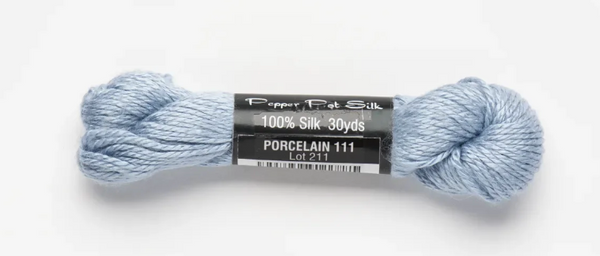 Pepper Pot Silk
100% Silk 30yds
PORCELAIN 111
Lot 211